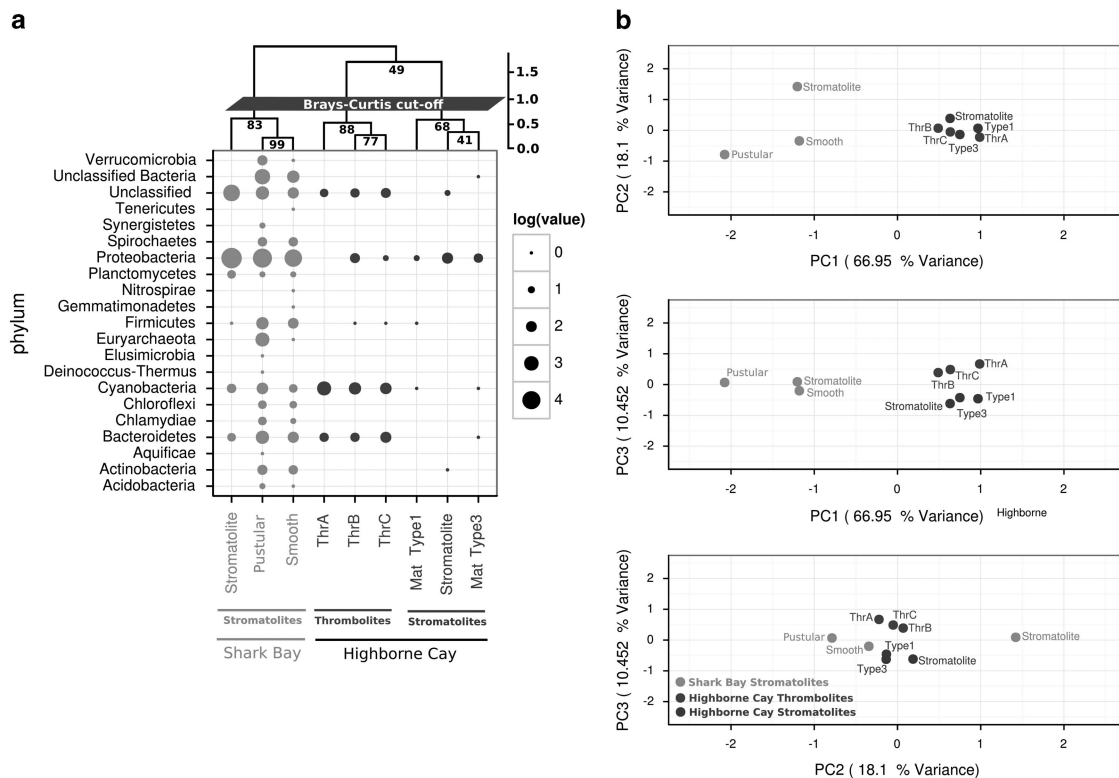 a
49
1.5
Brays-Curtis cut-off
1.0
83
88
68
0.5
99
77
41
0.0
Verrucomicrobia
Unclassified Bacteria
Unclassified
Tenericutes
Synergistetes
Spirochaetes
Proteobacteria
Planctomycetes
Nitrospirae
Gemmatimonadetes
Firmicutes
Euryarchaeota
Elusimicrobia
Deinococcus-Thermus
Cyanobacteria
Chloroflexi
Chlamydiae
Bacteroidetes
Aquificae
Actinobacteria
Acidobacteria
phylum
log(value)
0
1
2
3
4
Stromatolite
Pustular
Smooth
ThrA
ThrB
ThrC
Mat Type1
Stromatolite
Mat Type3
Stromatolites
Thrombolites
Stromatolites
Shark Bay
Highborne Cay
b
PC2 ( 18.1 % Variance)
2
1
0
-1
-2
Stromatolite
Smooth
Pustular
Stromatolite
ThrB
Type1
ThrC
ThrA
Type3
-2
-1
0
1
2
PC1 ( 66.95 % Variance)
PC3 ( 10.452 % Variance)
2
1
0
-1
-2
Pustular
Stromatolite
Smooth
ThrA
ThrC
ThrB
Stromatolite
Type1
Type3
-2
-1
0
1
2
PC1 ( 66.95 % Variance)
Highborne
PC3 ( 10.452 % Variance)
2
1
0
-1
-2
ThrA
ThrC
ThrB
Pustular
Smooth
Type1
Type3
Stromatolite
Stromatolite
Shark Bay Stromatolites
Highborne Cay Thrombolites
Highborne Cay Stromatolites
-2
-1
0
1
2
PC2 ( 18.1 % Variance)